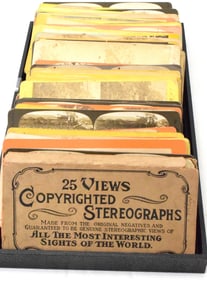 25 VIEWS
COPYRIGHTED
STEREOGRAPHS
MADE FROM THE ORIGINAL NEGATIVES AND
GUARANTEED TO BE GENUINE STEREOGRAPHIC VIEWS OF
ALL THE MOST INTERESTING
SIGHTS OF THE WORLD.